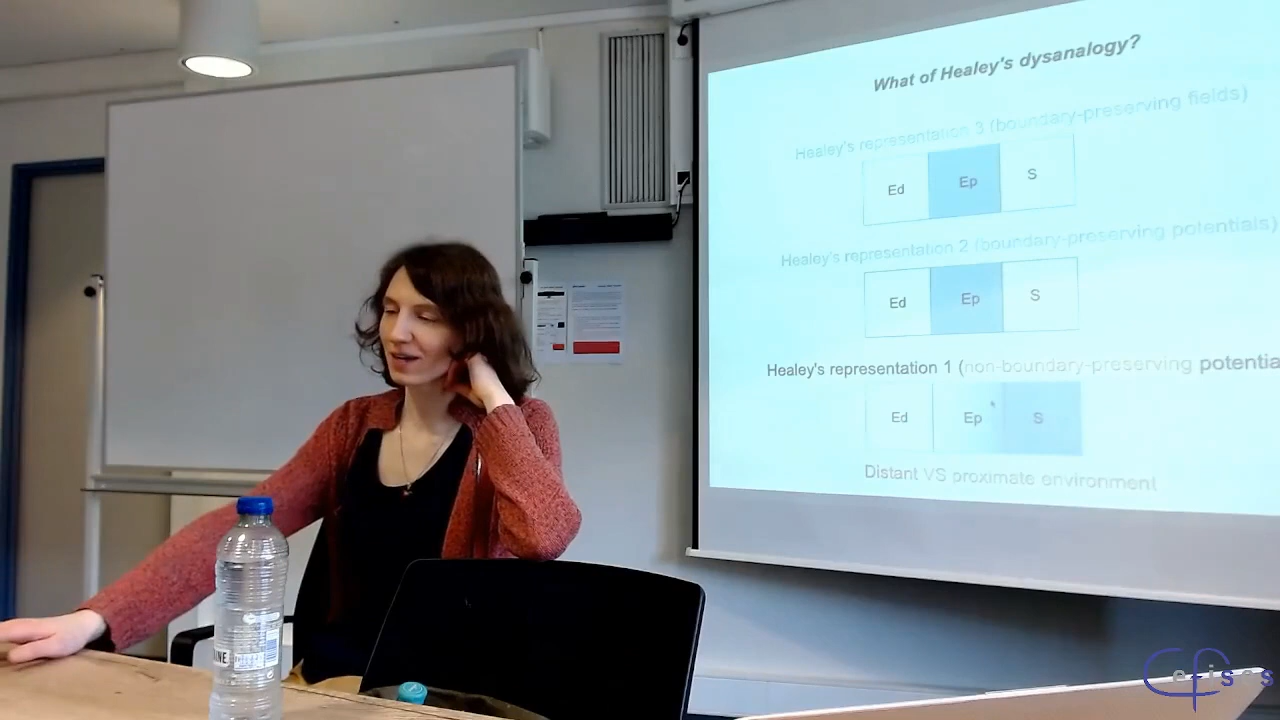 What of Healey's dysanalogy?
Healey's representation 3 (boundary-preserving fields)
Ed Ep S
Healey's representation 2 (boundary-preserving potentials)
Ed Ep S
Healey's representation 1 (non-boundary-preserving
Ed Ep S
Distant VS proximate environment
Cefises